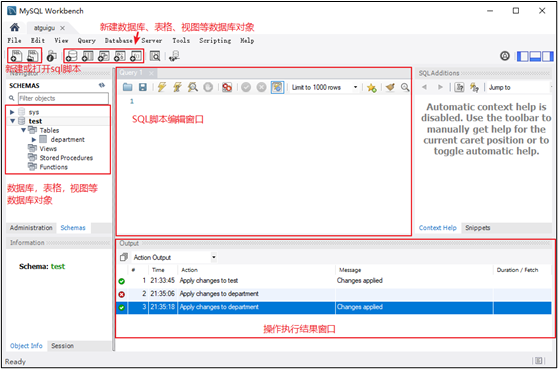 MySQL Workbench
atguigu
新建数据库、表格、视图等数据库对象
File Edit View Query Database Server Tools Scripting Help
新建或打开sql脚本
Navigator
SCHEMAS
Filter objects
sys
test
Tables
department
Views
Stored Procedures
Functions
数据库，表格，视图等
数据库对象
Administration Schemas
Information
Schema: test
Object Info Session
Query 1
Limit to 1000 rows
1
SQL脚本编辑窗口
SQLAdditions
Jump to
Automatic context help is
disabled. Use the toolbar to
manually get help for the
current caret position or to
toggle automatic help.
Context Help Snippets
Output
Action Output
# Time Action Message Duration / Fetch
1 21:33:45 Apply changes to test Changes applied
2 21:35:06 Apply changes to department
3 21:35:18 Apply changes to department Changes applied
操作执行结果窗口
Ready